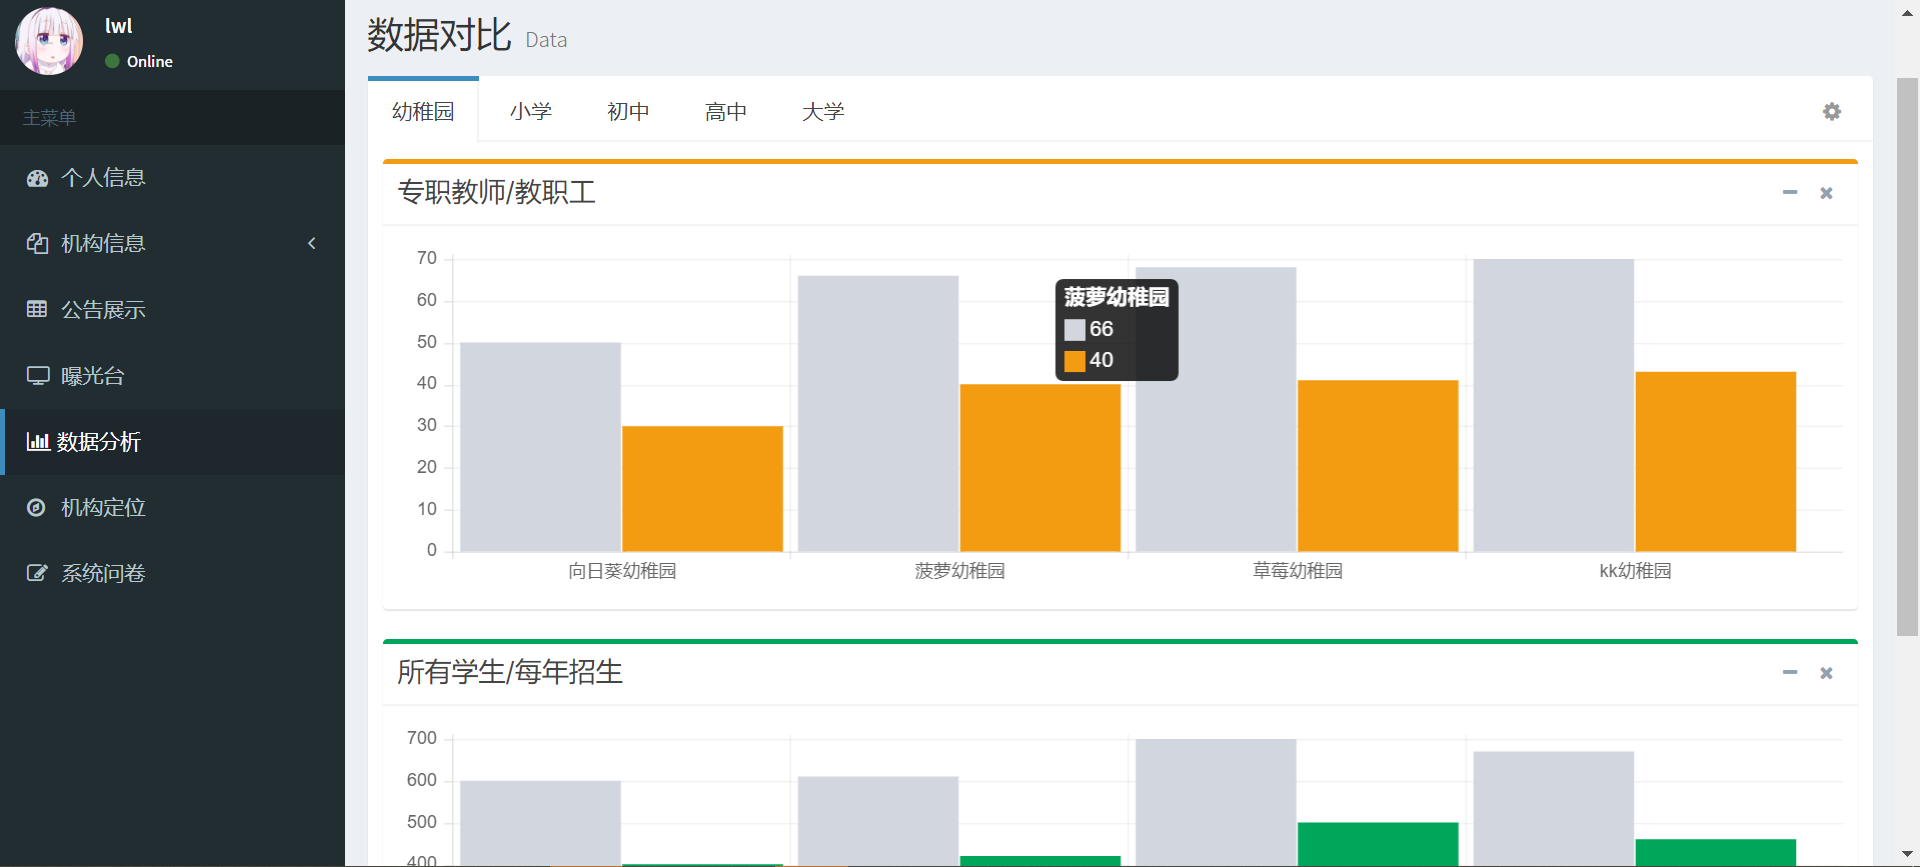 lwl
Online
主菜单
个人信息
机构信息
公告展示
曝光台
数据分析
机构定位
系统问卷
数据对比 Data
幼稚园 小学 初中 高中 大学
专职教师/教职工
70
60
50
40
30
20
10
0
菠萝幼稚园
66
40
向日葵幼稚园 菠萝幼稚园 草莓幼稚园 kk幼稚园
所有学生/每年招生
700
600
500
400